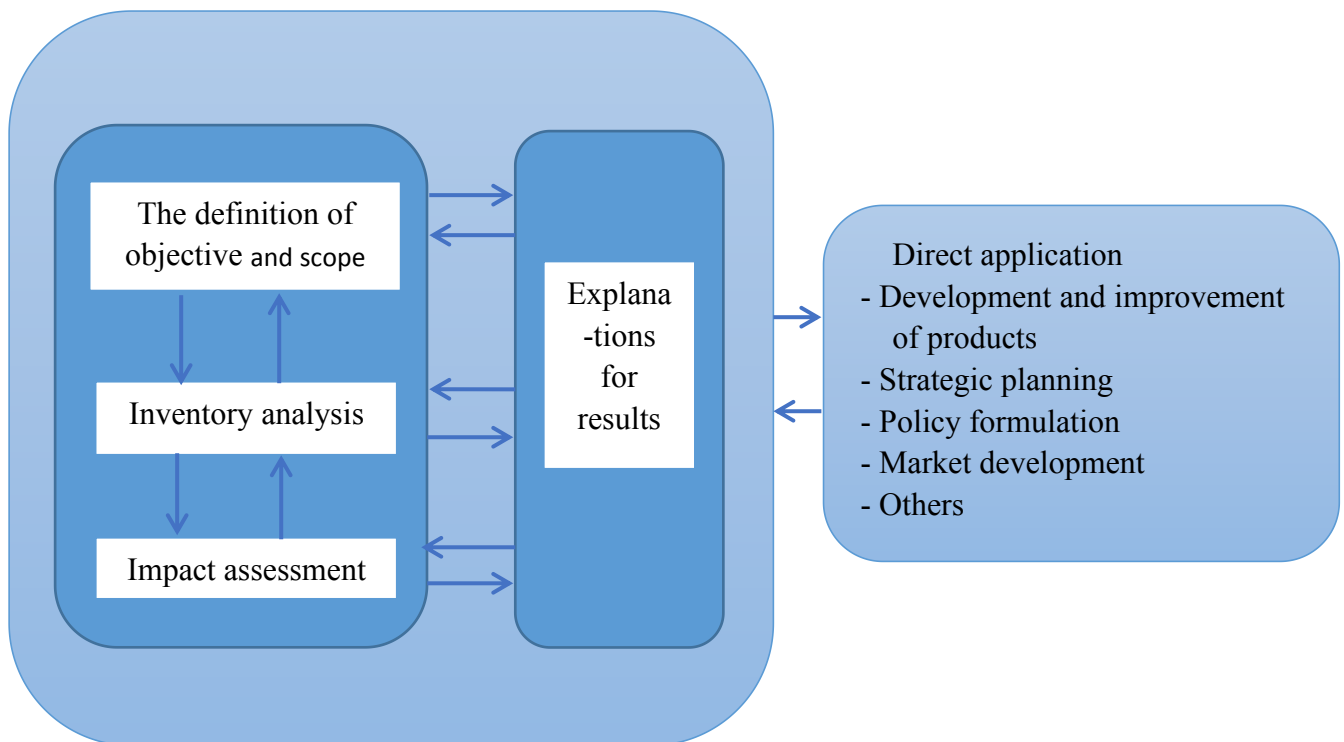 The definition of
objective and scope
Inventory analysis
Impact assessment
Explana
-tions
for
results
Direct application
- Development and improvement
of products
- Strategic planning
- Policy formulation
- Market development
- Others